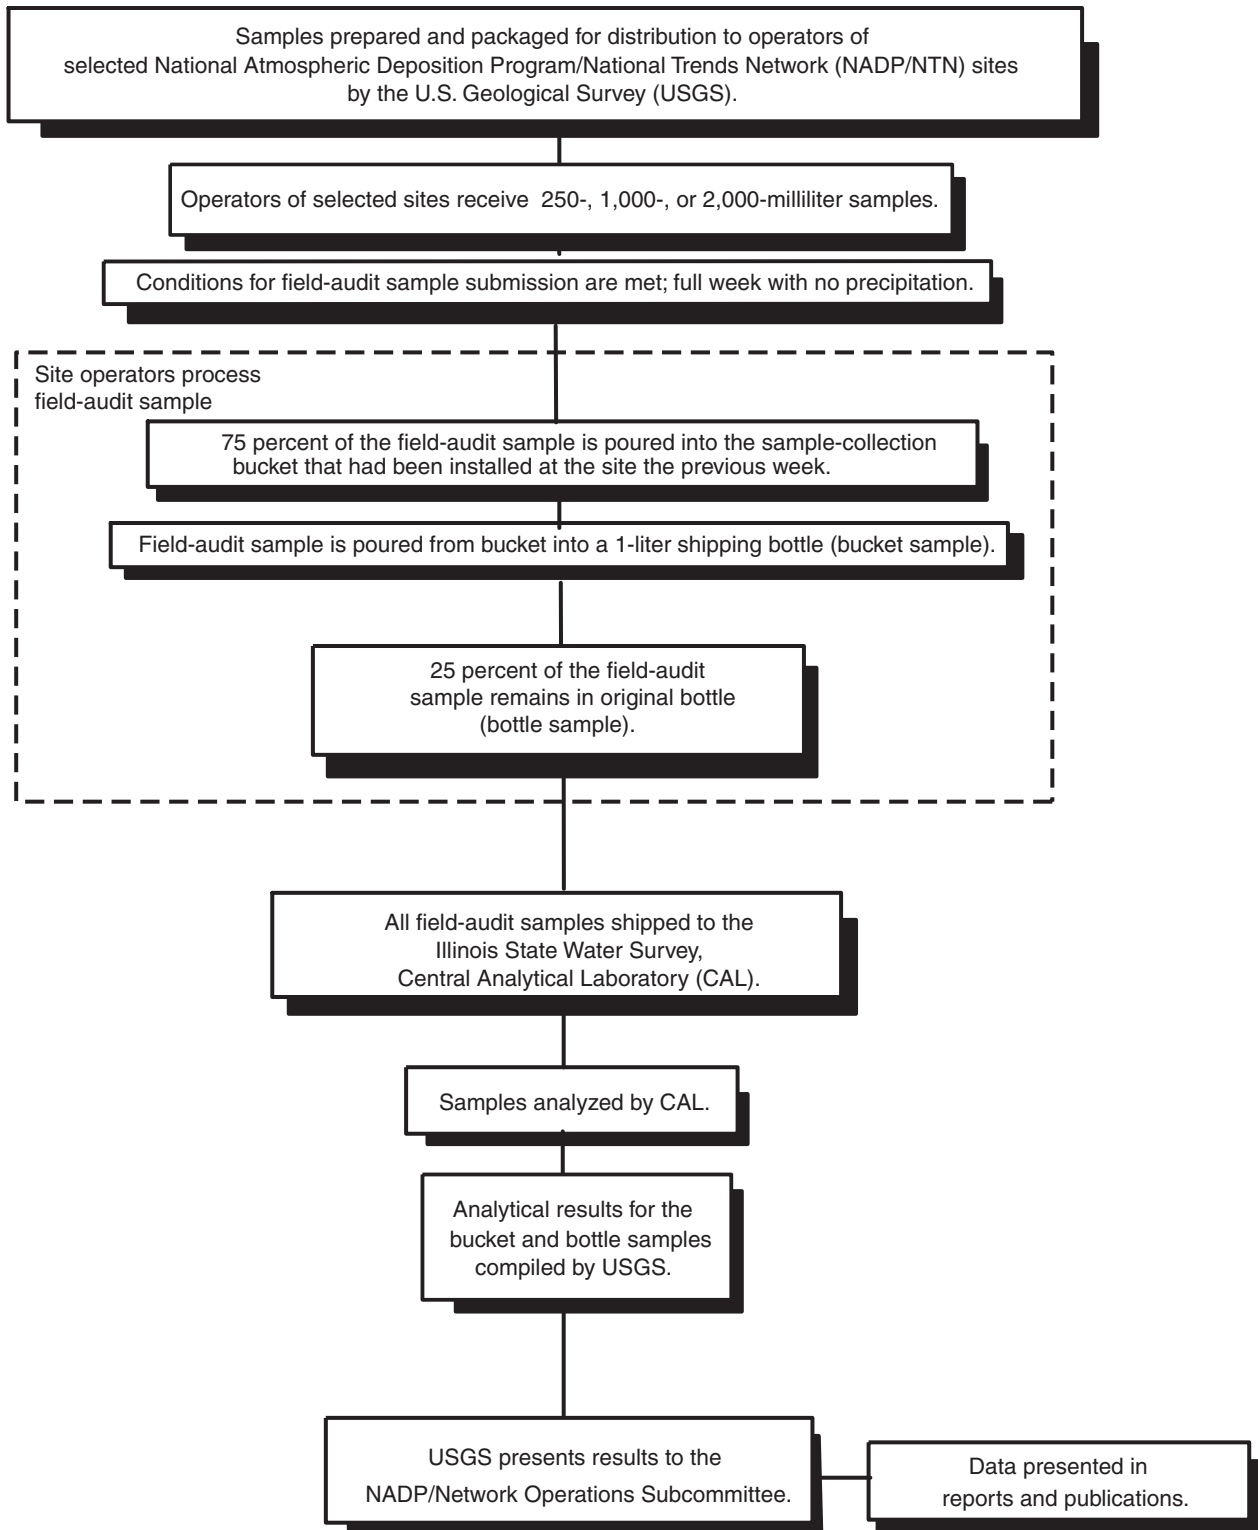 Samples prepared and packaged for distribution to operators of
selected National Atmospheric Deposition Program/National Trends Network (NADP/NTN) sites
by the U.S. Geological Survey (USGS).
Operators of selected sites receive 250-, 1,000-, or 2,000-milliliter samples.
Conditions for field-audit sample submission are met; full week with no precipitation.
Site operators process
field-audit sample
75 percent of the field-audit sample is poured into the sample-collection
bucket that had been installed at the site the previous week.
Field-audit sample is poured from bucket into a 1-liter shipping bottle (bucket sample).
25 percent of the field-audit
sample remains in original bottle
(bottle sample).
All field-audit samples shipped to the
Illinois State Water Survey,
Central Analytical Laboratory (CAL).
Samples analyzed by CAL.
Analytical results for the
bucket and bottle samples
compiled by USGS.
USGS presents results to the
NADP/Network Operations Subcommittee.
Data presented in
reports and publications.